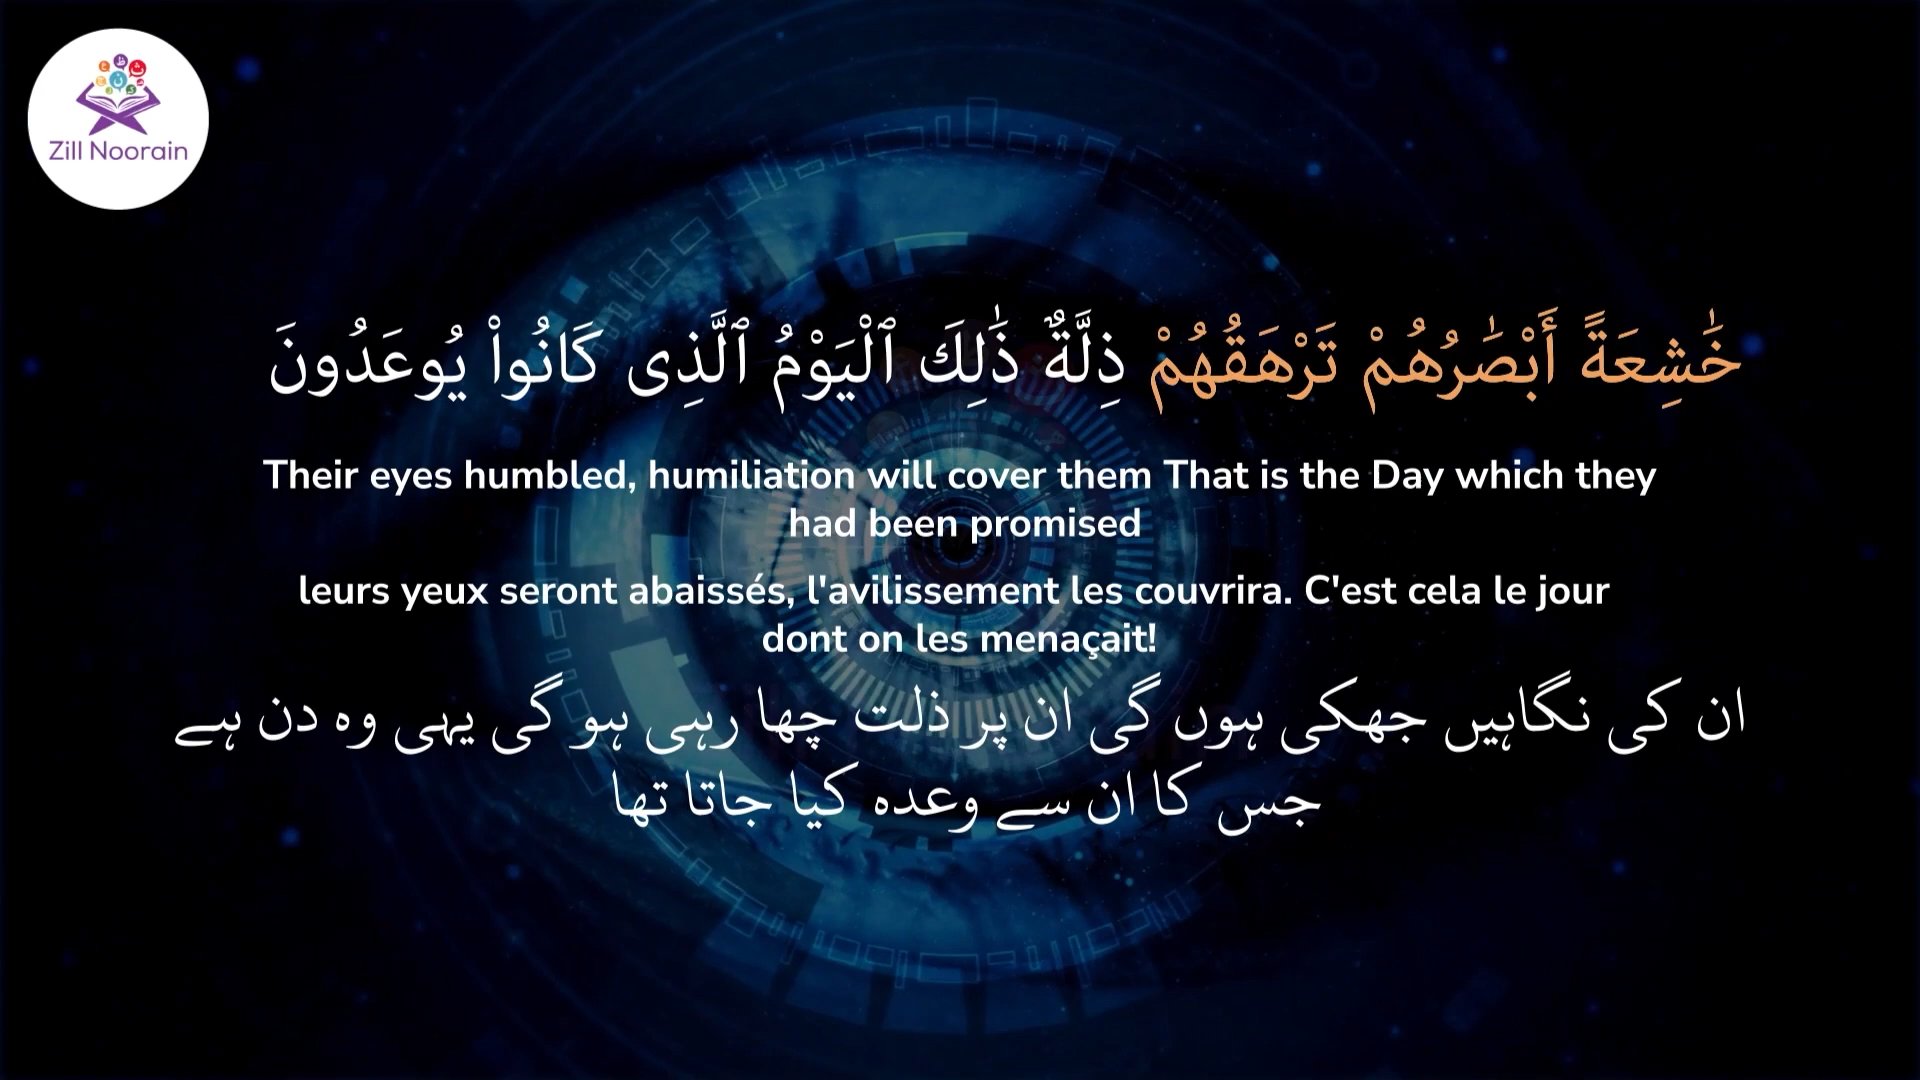 Zill Noorain
خَٰشِعَةً أَبْصَٰرُهُمْ تَرْهَقُهُمْ ذِلَّةٌ ذَٰلِكَ ٱلْيَوْمُ ٱلَّذِى كَانُوا۟ يُوعَدُونَ
Their eyes humbled, humiliation will cover them That is the Day which they
had been promised
leurs yeux seront abaissés, l'avilissement les couvrira. C'est cela le jour
dont on les menaçait!
ان کی نگاہیں جھکی ہوں گی ان پر ذلت چھا رہی ہو گی یہی وہ دن ہے
جس کا ان سے وعدہ کیا جاتا تھا